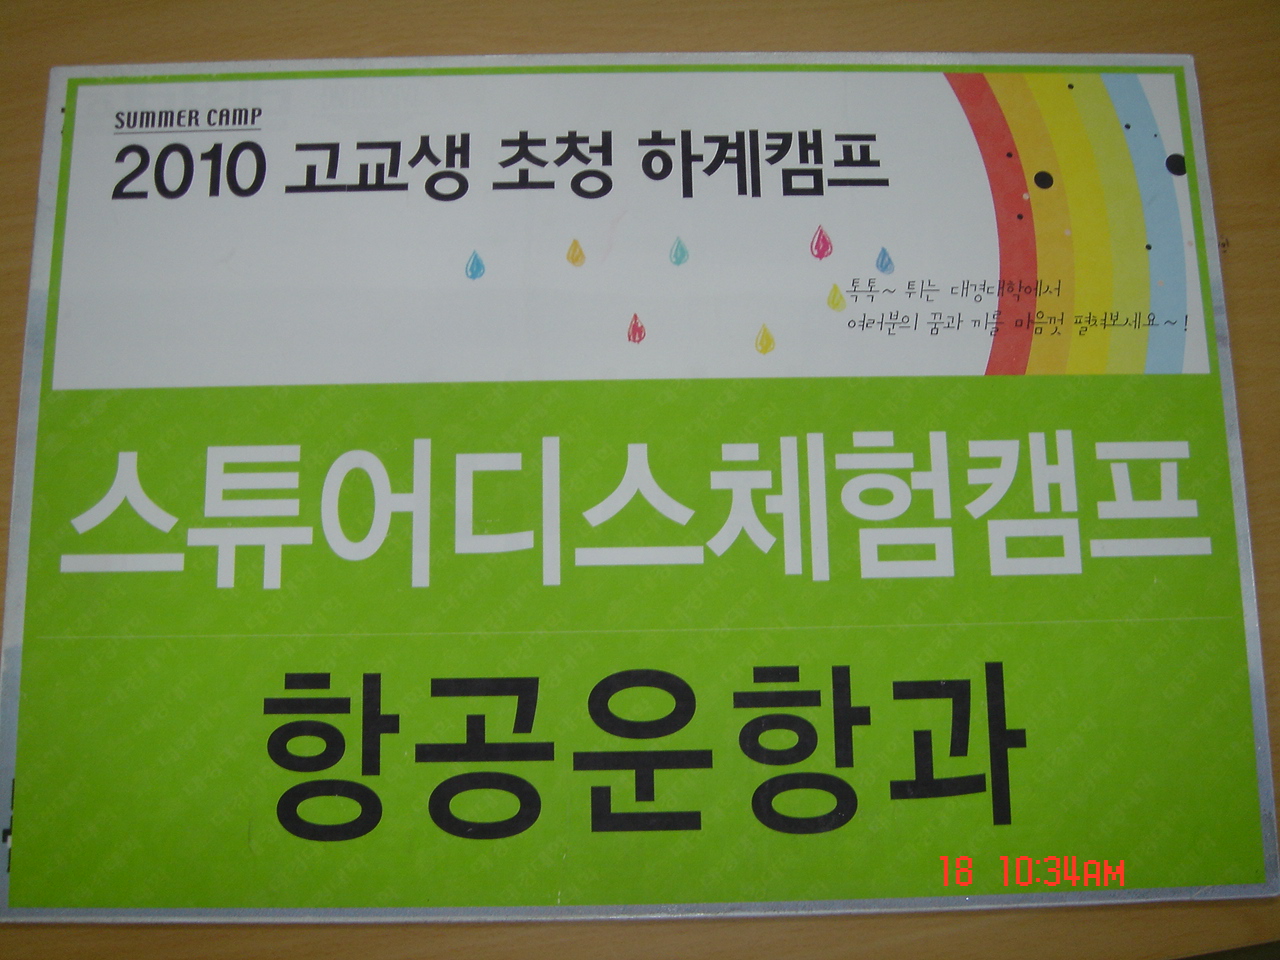 SUMMER CAMP
2010 고교생 초청 하계캠프
톡톡~ 튀는 대경대학에서
여러분의 꿈과 끼를 마음껏 펼쳐보세요~!
스튜어디스체험캠프
항공운항과
18 10:34AM